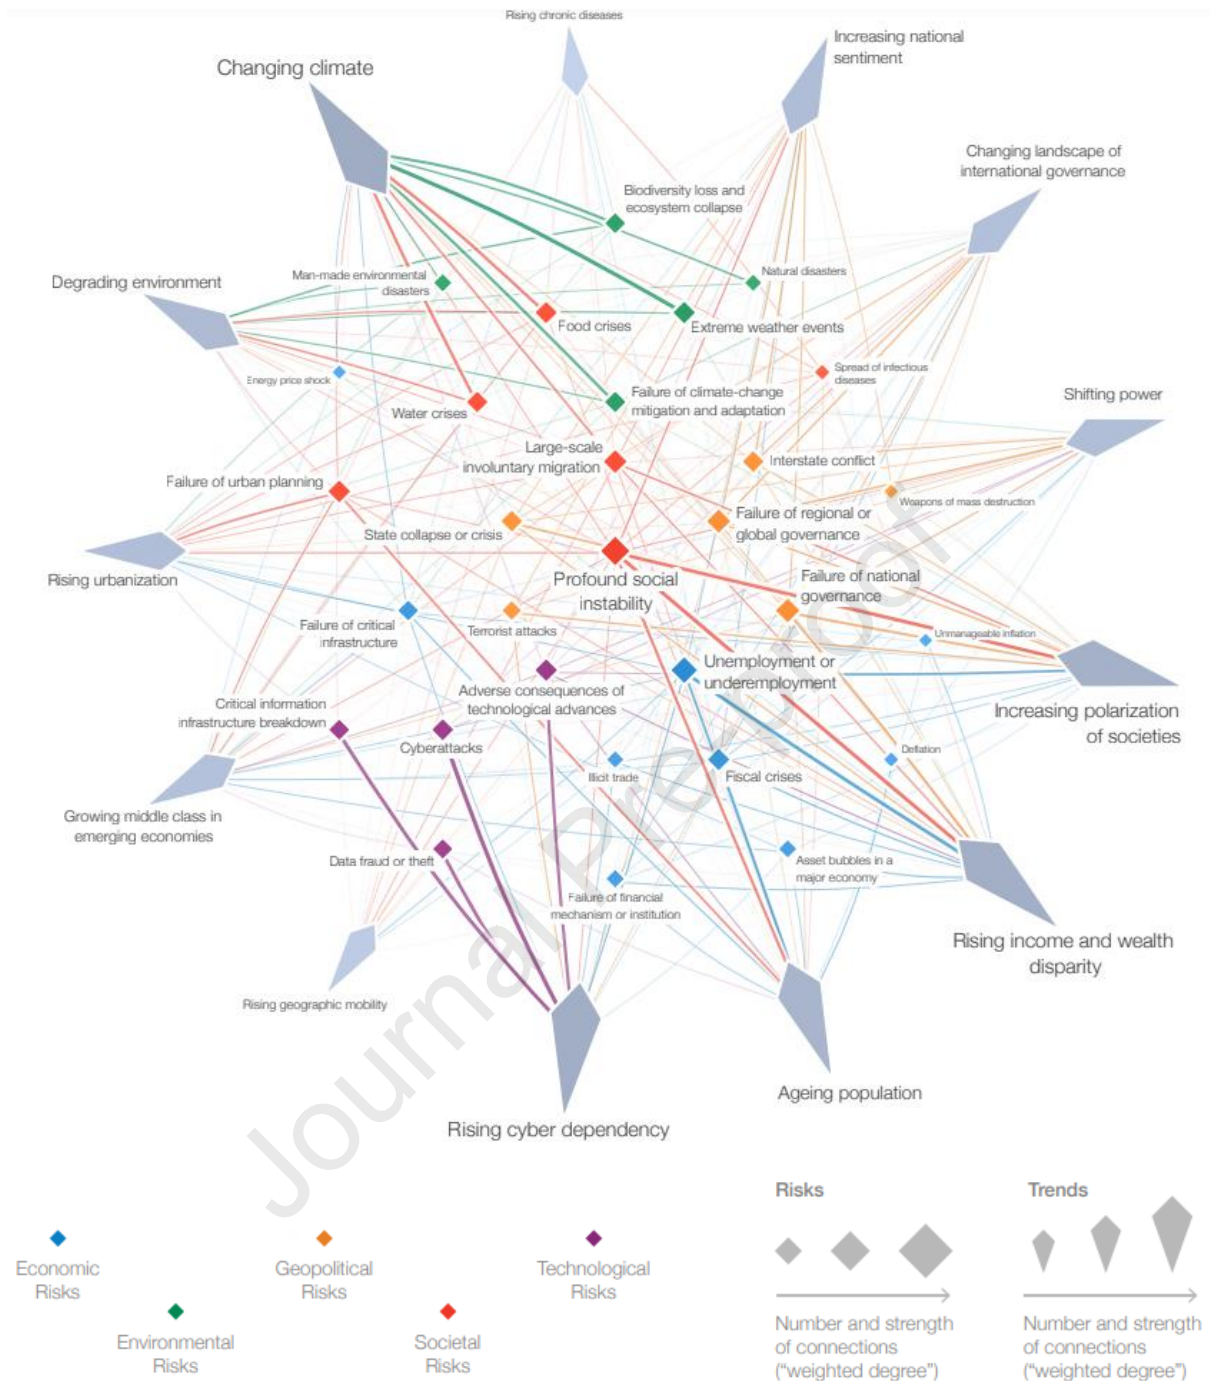 Rising chronic diseases
Increasing national
sentiment
Changing climate
Changing landscape of
international governance
Biodiversity loss and
ecosystem collapse
Degrading environment
Man-made environmental
disasters
Natural disasters
Food crises
Extreme weather events
Energy price shock
Spread of infectious
diseases
Water crises
Failure of climate-change
mitigation and adaptation
Shifting power
Large-scale
involuntary migration
Interstate conflict
Failure of urban planning
Weapons of mass destruction
State collapse or crisis
Failure of regional or
global governance
Rising urbanization
Profound social
instability
Failure of national
governance
Failure of critical
infrastructure
Terrorist attacks
Unmanageable inflation
Unemployment or
underemployment
Adverse consequences of
technological advances
Critical information
infrastructure breakdown
Cyberattacks
Increasing polarization
of societies
Illicit trade
Fiscal crises
Deflation
Growing middle class in
emerging economies
Data fraud or theft
Asset bubbles in a
major economy
Failure of financial
mechanism or institution
Rising income and wealth
disparity
Rising geographic mobility
Ageing population
Rising cyber dependency
Journal Pre-proof
Risks
Trends
Economic
Risks
Geopolitical
Risks
Technological
Risks
Environmental
Risks
Societal
Risks
Number and strength
of connections
("weighted degree")
Number and strength
of connections
("weighted degree")